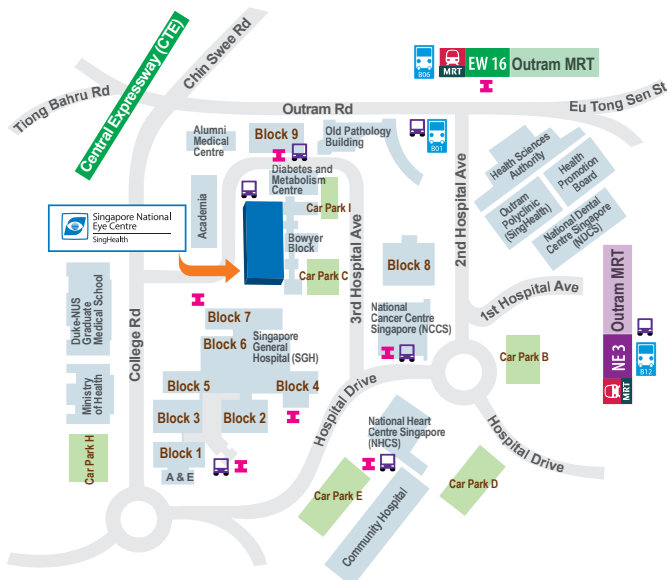 Central Expressway (CTE)
Chin Swee Rd
Tiong Bahru Rd
Outram Rd
Eu Tong Sen St
B06
MRT
EW 16
Outram MRT
Alumni
Medical
Centre
Block 9
Old Pathology
Building
B01
2nd Hospital Ave
Health Sciences
Authority
Health
Promotion
Board
Outram
Polyclinic
(SingHealth)
National Dental
Centre Singapore
(NDCS)
Diabetes and
Metabolism
Centre
Academia
Car Park I
Singapore National
Eye Centre
SingHealth
Bowyer
Block
Car Park C
3rd Hospital Ave
Block 8
1st Hospital Ave
Outram MRT
NE 3
B12
MRT
Duke-NUS
Graduate
Medical School
College Rd
Block 7
Block 6
Singapore
General
Hospital (SGH)
National
Cancer Centre
Singapore (NCCS)
Car Park B
Ministry
of Health
Block 5
Block 4
Block 3
Block 2
Hospital Drive
National Heart
Centre Singapore
(NHCS)
Hospital Drive
Car Park H
Block 1
A & E
Car Park E
Community Hospital
Car Park D